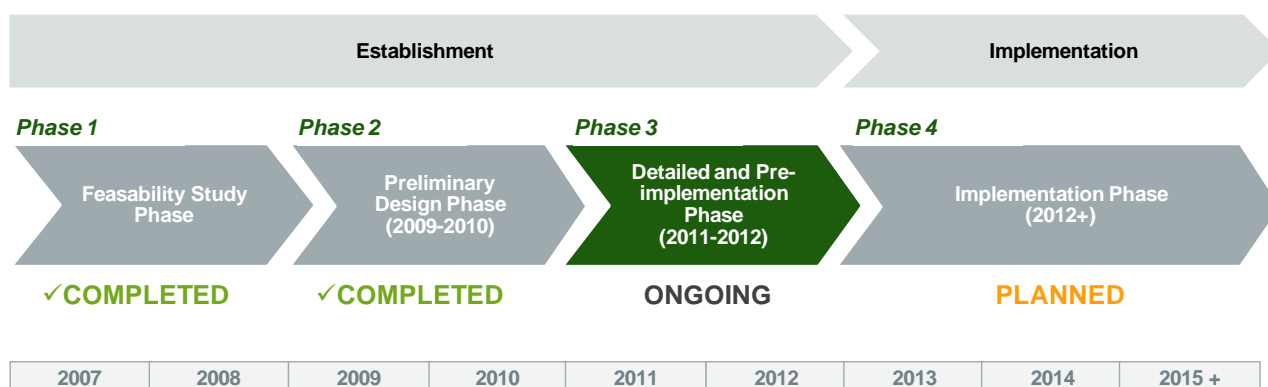 Establishment
Implementation
Phase 1
Phase 2
Phase 3
Phase 4
Feasability Study
Phase
Preliminary
Design Phase
(2009-2010)
Detailed and Pre-
implementation
Phase
(2011-2012)
Implementation Phase
(2012+)
✓COMPLETED
✓COMPLETED
ONGOING
PLANNED
2007
2008
2009
2010
2011
2012
2013
2014
2015 +